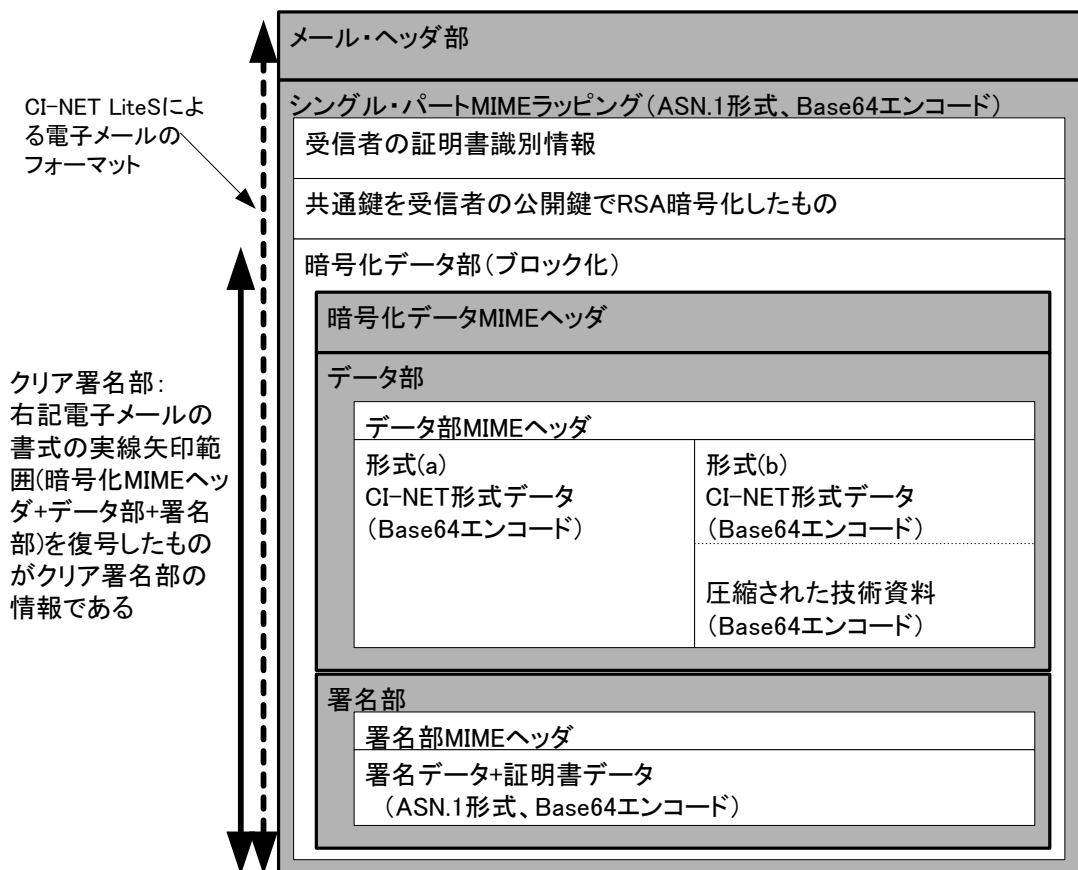 メール・ヘッダ部
CI-NET LiteSによ
る電子メールの
フォーマット
シングル・パートMIMEラッピング(ASN.1形式、Base64エンコード)
受信者の証明書識別情報
共通鍵を受信者の公開鍵でRSA暗号化したもの
暗号化データ部(ブロック化)
暗号化データMIMEヘッダ
クリア署名部:
右記電子メールの
書式の実線矢印範
囲(暗号化MIMEヘッ
ダ+データ部+署名
部)を復号したもの
がクリア署名部の
情報である
データ部
データ部MIMEヘッダ
形式(a)
CI-NET形式データ
(Base64エンコード)
形式(b)
CI-NET形式データ
(Base64エンコード)
圧縮された技術資料
(Base64エンコード)
署名部
署名部MIMEヘッダ
署名データ+証明書データ
(ASN.1形式、Base64エンコード)